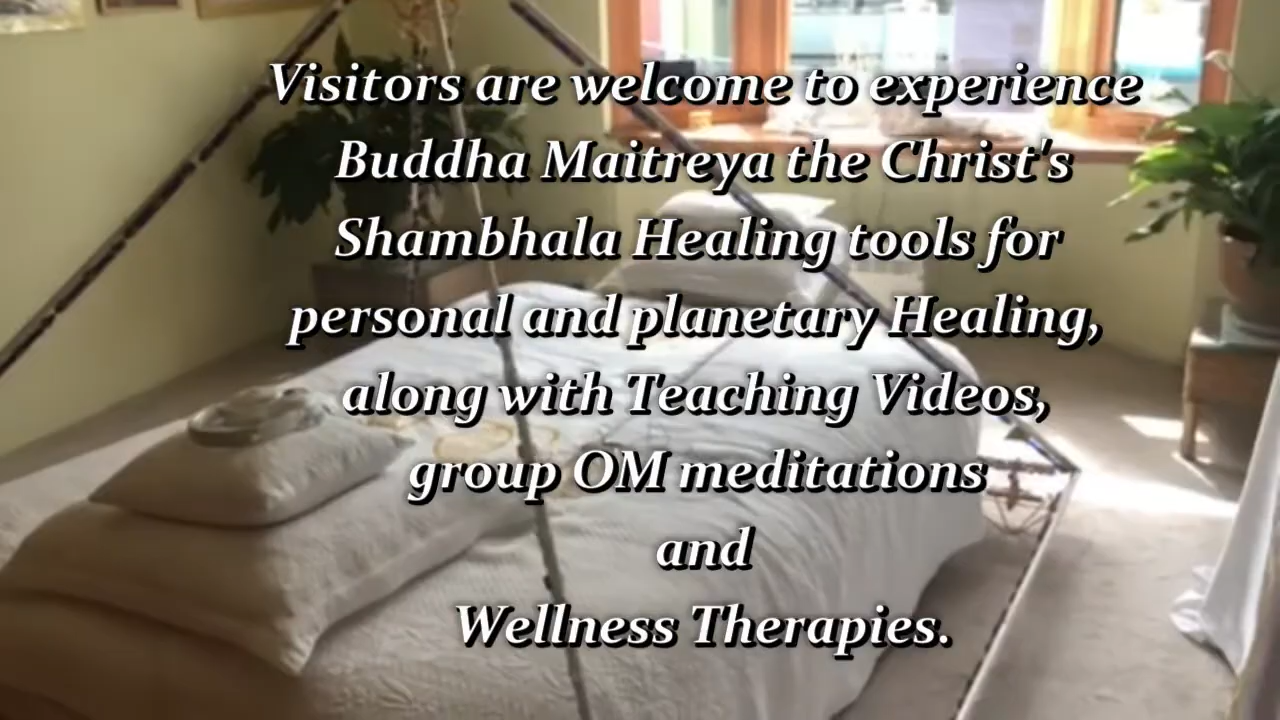 Visitors are welcome to experience
Buddha Maitreya the Christ's
Shambhala Healing tools for
personal and planetary Healing,
along with Teaching Videos,
group OM meditations
and
Wellness Therapies.